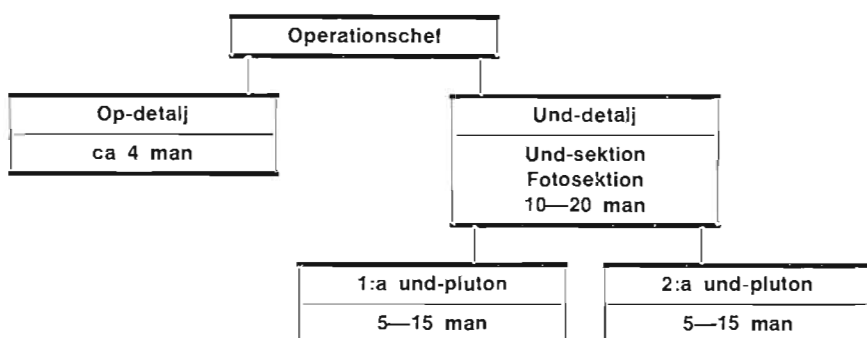 Operationschef
Op-detalj
ca 4 man
Und-detalj
Und-sektion
Fotosektion
10—20 man
1:a und-pluton
5—15 man
2:a und-pluton
5—15 man